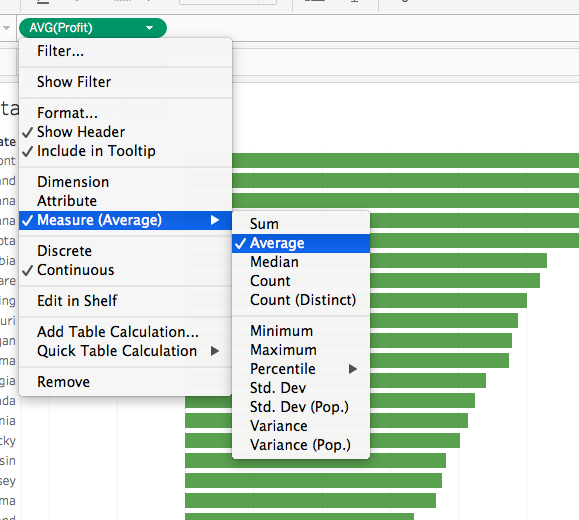 AVG(Profit)
Filter...
Show Filter
Format...
Show Header
Include in Tooltip
Dimension
Attribute
Measure (Average)
Discrete
Continuous
Edit in Shelf
Add Table Calculation...
Quick Table Calculation
Remove
Sum
Average
Median
Count
Count (Distinct)
Minimum
Maximum
Percentile
Std. Dev
Std. Dev (Pop.)
Variance
Variance (Pop.)
ta
ate
ont
and
ana
ana
ota
bia
are
ing
uri
gan
ma
gia
nda
nia
cky
sin
sey
ma